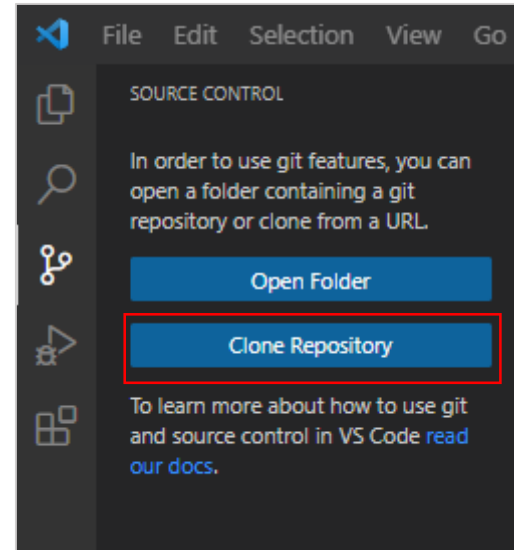 File Edit Selection View Go
SOURCE CONTROL
In order to use git features, you can
open a folder containing a git
repository or clone from a URL.
Open Folder
Clone Repository
To learn more about how to use git
and source control in VS Code read
our docs.